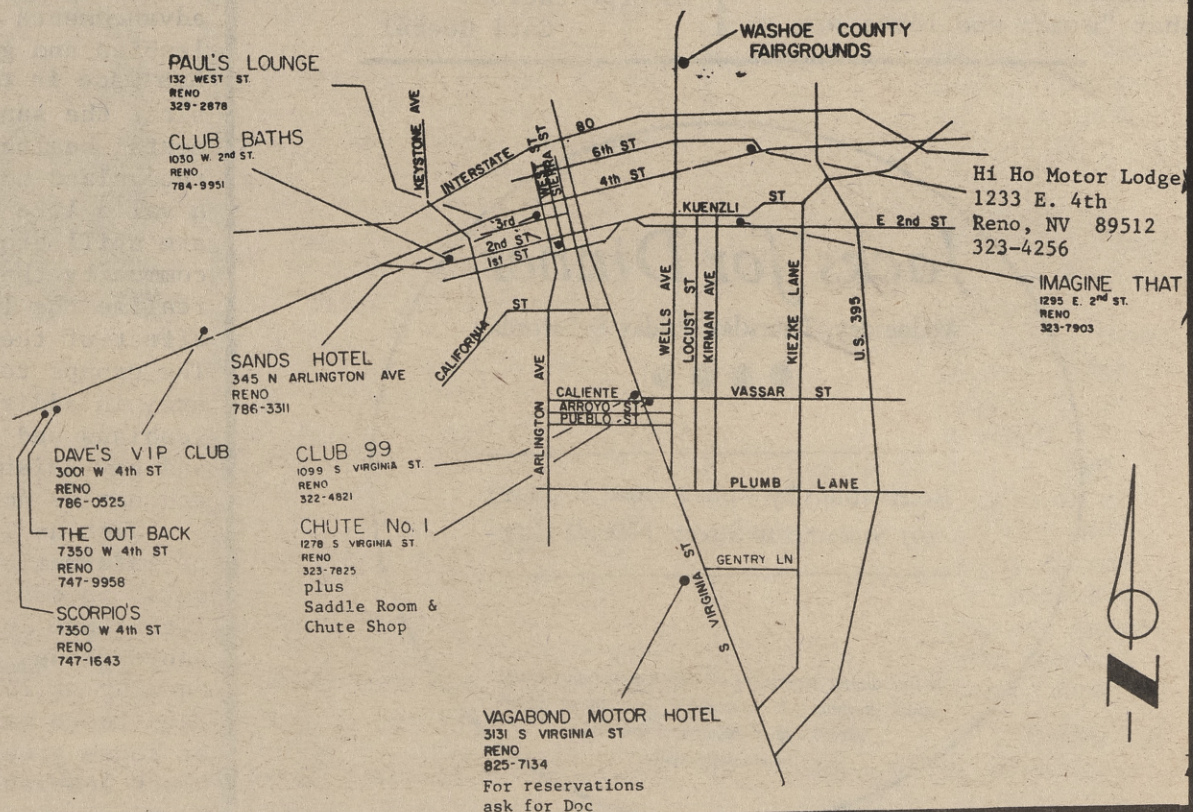 WASHOE COUNTY
FAIRGROUNDS
PAUL'S LOUNGE
132 WEST ST.
RENO
329-2878
CLUB BATHS
1030 W. 2nd ST.
RENO
784-9951
KEYSTONE AVE
INTERSTATE 80
WEST ST
SIERRA ST
6th ST
4th ST
3rd
2nd ST
1st ST
KUENZLI ST
E 2nd ST
Hi Ho Motor Lodge
1233 E. 4th
Reno, NV 89512
323-4256
IMAGINE THAT
1295 E. 2nd ST.
RENO
323-7903
CALIFORNIA ST
WELLS AVE
LOCUST ST
KIRMAN AVE
KIEZKE LANE
U.S. 395
SANDS HOTEL
345 N ARLINGTON AVE
RENO
786-3311
ARLINGTON AVE
CALIENTE
ARROYO ST
PUEBLO ST
VASSAR ST
PLUMB LANE
GENTRY LN
S VIRGINIA ST
DAVE'S VIP CLUB
3001 W 4th ST
RENO
786-0525
THE OUT BACK
7350 W 4th ST
RENO
747-9958
SCORPIO'S
7350 W 4th ST
RENO
747-1643
CLUB 99
1099 S VIRGINIA ST.
RENO
322-4821
CHUTE No. 1
1278 S VIRGINIA ST.
RENO
323-7825
plus
Saddle Room &
Chute Shop
VAGABOND MOTOR HOTEL
3131 S VIRGINIA ST
RENO
825-7134
For reservations
ask for Doc
N